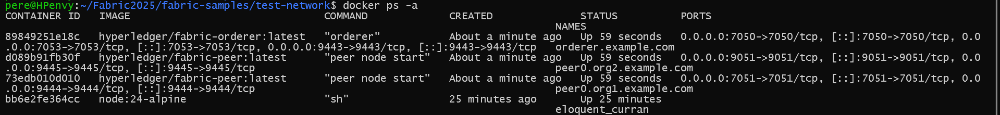 pere@HPenvy:~/Fabric2025/fabric-samples/test-network$ docker ps -a
CONTAINER ID   IMAGE                               COMMAND             CREATED              STATUS          PORTS
                                                                                        NAMES
89849251e18c   hyperledger/fabric-orderer:latest   "orderer"           About a minute ago   Up 59 seconds   0.0.0.0:7050->7050/tcp, [::]:7050->7050/tcp, 0.0
.0.0:7053->7053/tcp, [::]:7053->7053/tcp, 0.0.0.0:9443->9443/tcp, [::]:9443->9443/tcp   orderer.example.com
d089b91fb30f   hyperledger/fabric-peer:latest      "peer node start"   About a minute ago   Up 59 seconds   0.0.0.0:9051->9051/tcp, [::]:9051->9051/tcp, 0.0
.0.0:9445->9445/tcp, [::]:9445->9445/tcp                                                peer0.org2.example.com
73edb010d010   hyperledger/fabric-peer:latest      "peer node start"   About a minute ago   Up 59 seconds   0.0.0.0:7051->7051/tcp, [::]:7051->7051/tcp, 0.0
.0.0:9444->9444/tcp, [::]:9444->9444/tcp                                                peer0.org1.example.com
bb6e2fe364cc   node:24-alpine                      "sh"                25 minutes ago       Up 25 minutes
                                                                                        eloquent_curran